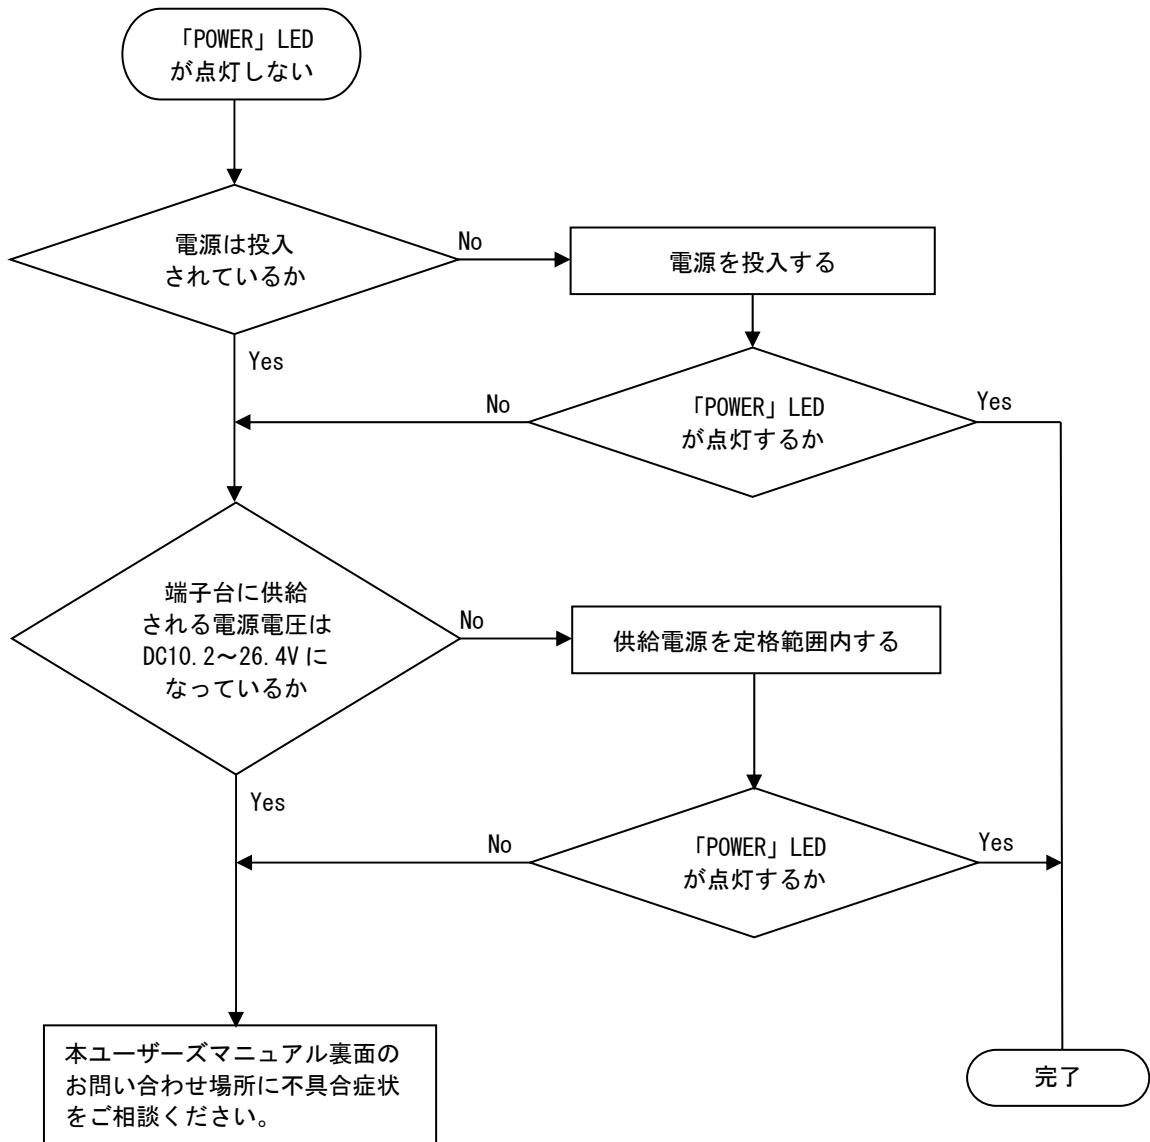 「POWER」LED
が点灯しない
電源は投入
されているか
No
電源を投入する
Yes
「POWER」LED
が点灯するか
No
Yes
端子台に供給
される電源電圧は
DC10.2～26.4Vに
なっているか
No
供給電源を定格範囲内する
Yes
「POWER」LED
が点灯するか
No
Yes
本ユーザーズマニュアル裏面の
お問い合わせ場所に不具合症状
をご相談ください。
完了